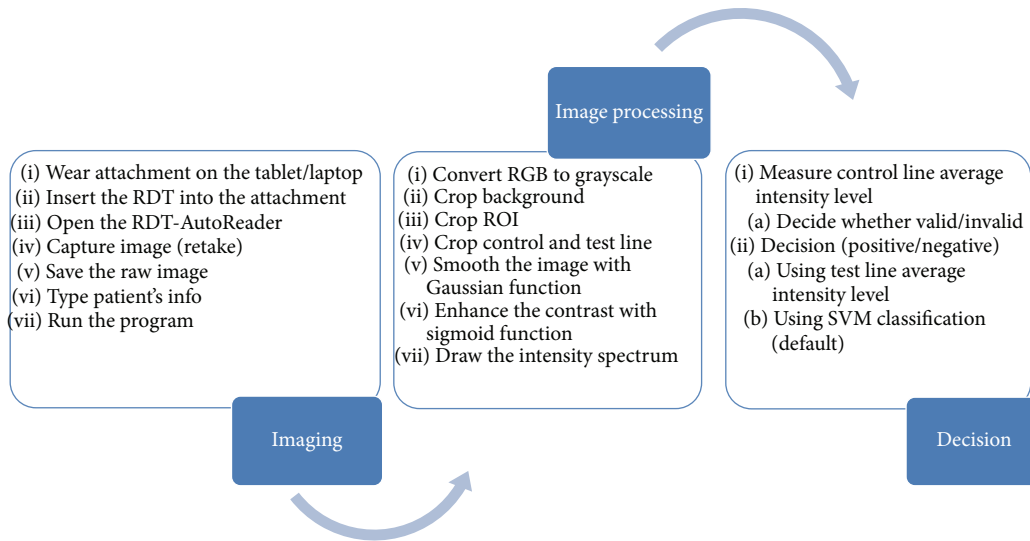 (i) Wear attachment on the tablet/laptop
(ii) Insert the RDT into the attachment
(iii) Open the RDT-AutoReader
(iv) Capture image (retake)
(v) Save the raw image
(vi) Type patient's info
(vii) Run the program
Imaging
Image processing
(i) Convert RGB to grayscale
(ii) Crop background
(iii) Crop ROI
(iv) Crop control and test line
(v) Smooth the image with
Gaussian function
(vi) Enhance the contrast with
sigmoid function
(vii) Draw the intensity spectrum
(i) Measure control line average
intensity level
(a) Decide whether valid/invalid
(ii) Decision (positive/negative)
(a) Using test line average
intensity level
(b) Using SVM classification
(default)
Decision